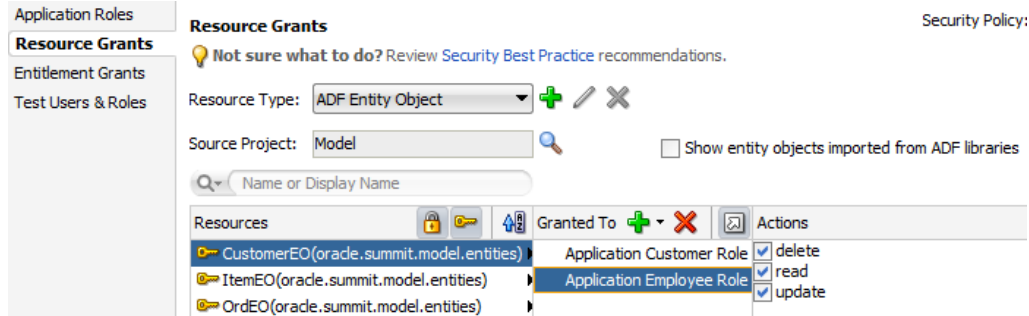 Application Roles
Resource Grants
Entitlement Grants
Test Users & Roles
Resource Grants
Security Policy:
Not sure what to do? Review Security Best Practice recommendations.
Resource Type: ADF Entity Object
Source Project: Model
Show entity objects imported from ADF libraries
Name or Display Name
Resources Granted To Actions
CustomerEO(oracle.summit.model.entities) Application Customer Role delete
read
ItemEO(oracle.summit.model.entities) Application Employee Role
update
OrdEO(oracle.summit.model.entities)